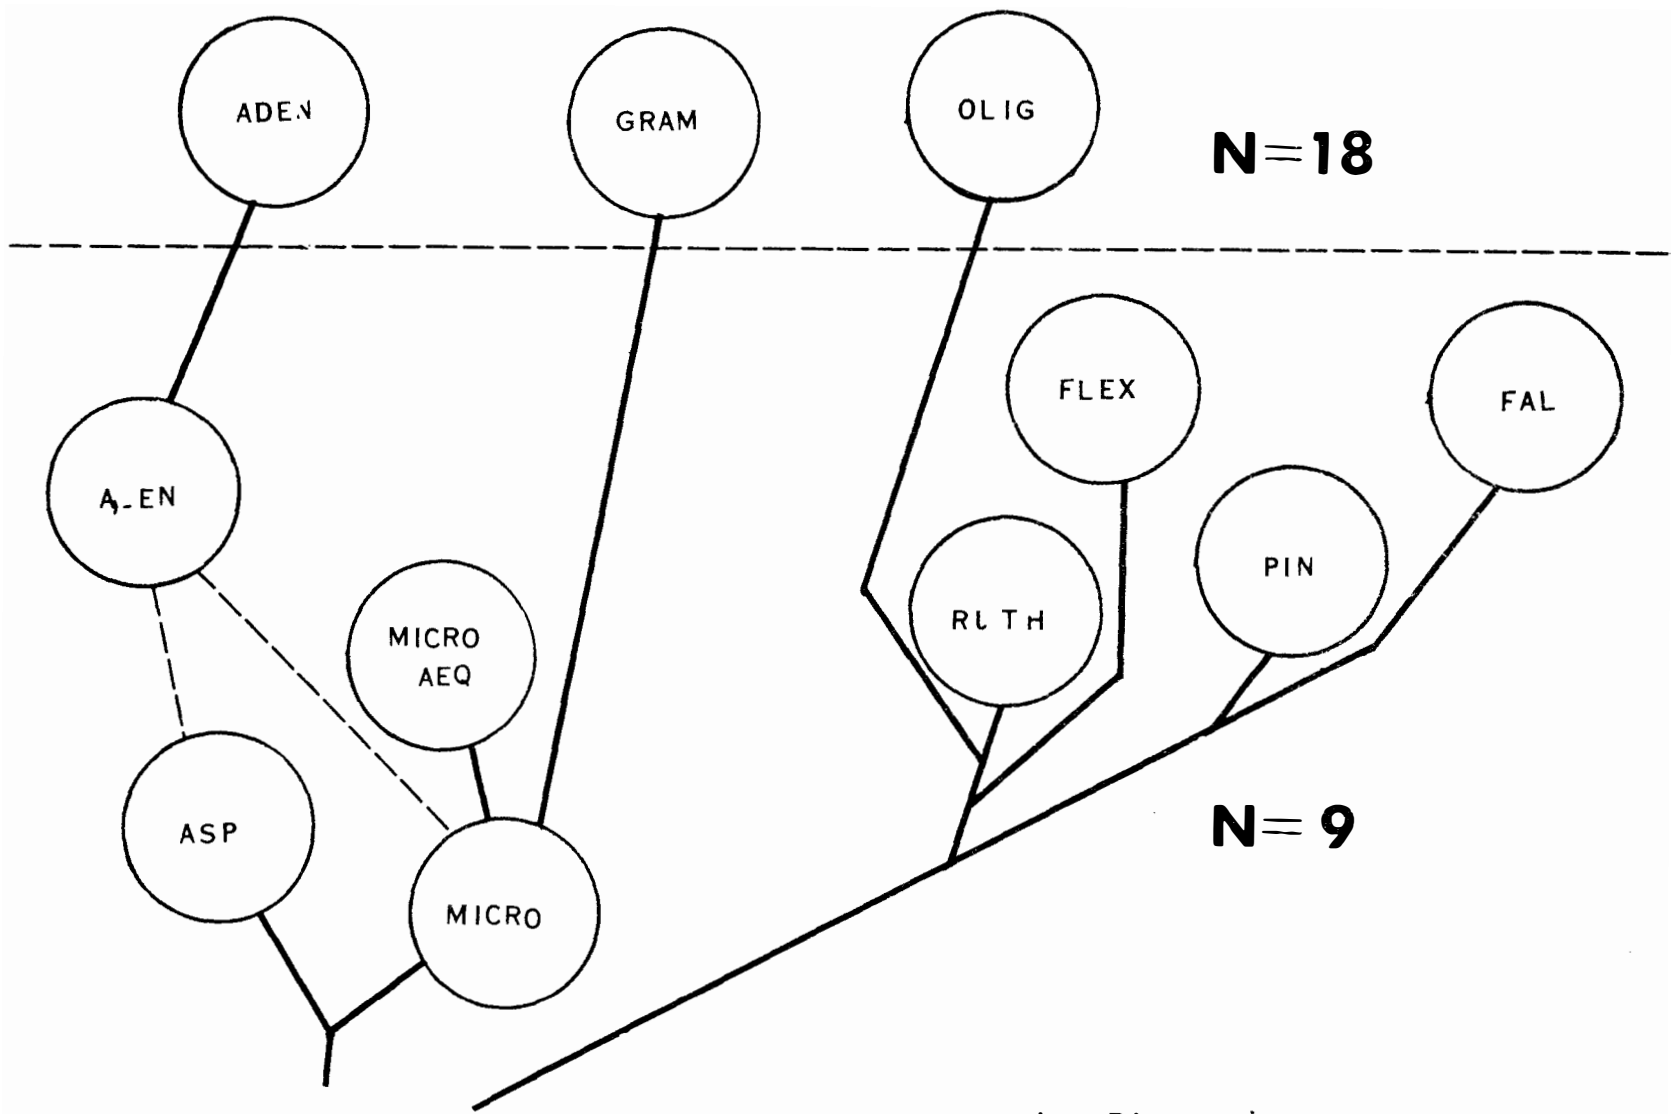 ADEN
GRAM
OLIG
N=18
FLEX
FAL
PIN
MICRO
AEQ
ASP
MICRO
N=9